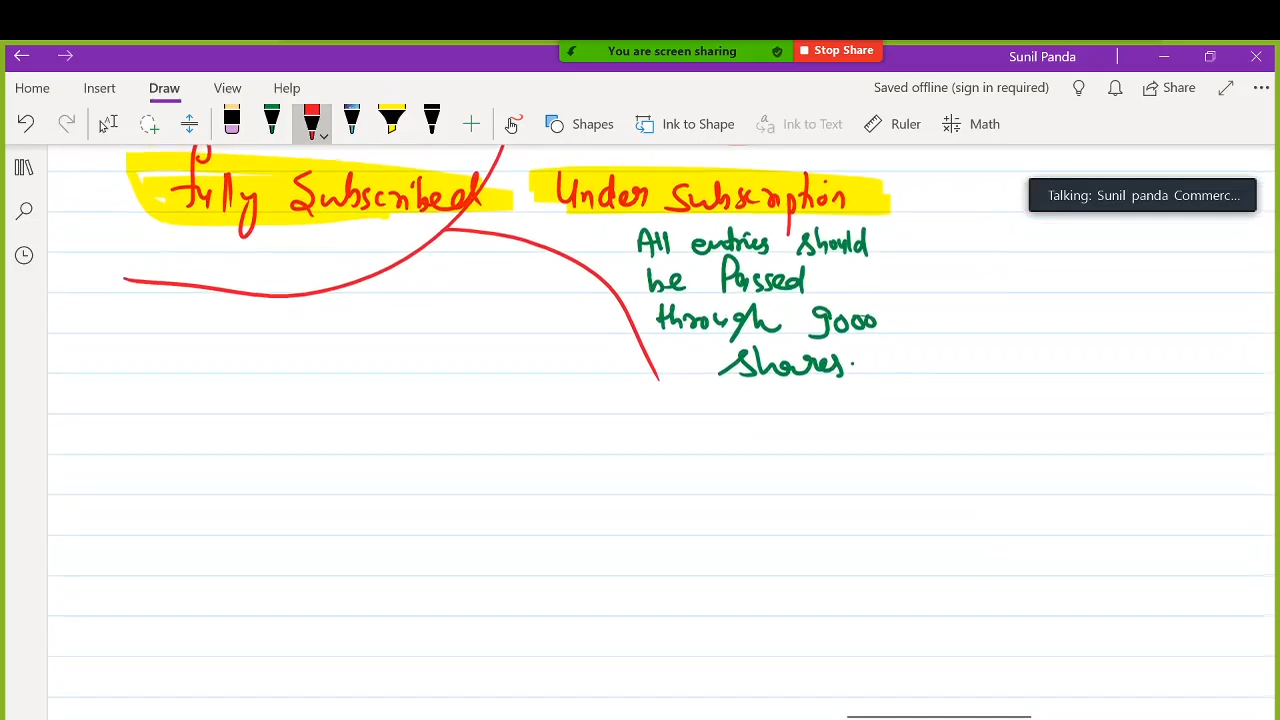 You are screen sharing
Stop Share
Sunil Panda
Home Insert Draw View Help
Saved offline (sign in required)
Share
Shapes
Ink to Shape
Ink to Text
Ruler
Math
Fully Subscribed
Under subscription
Talking: Sunil panda Commerc...
All entries should
be Passed
through 9000
shares.